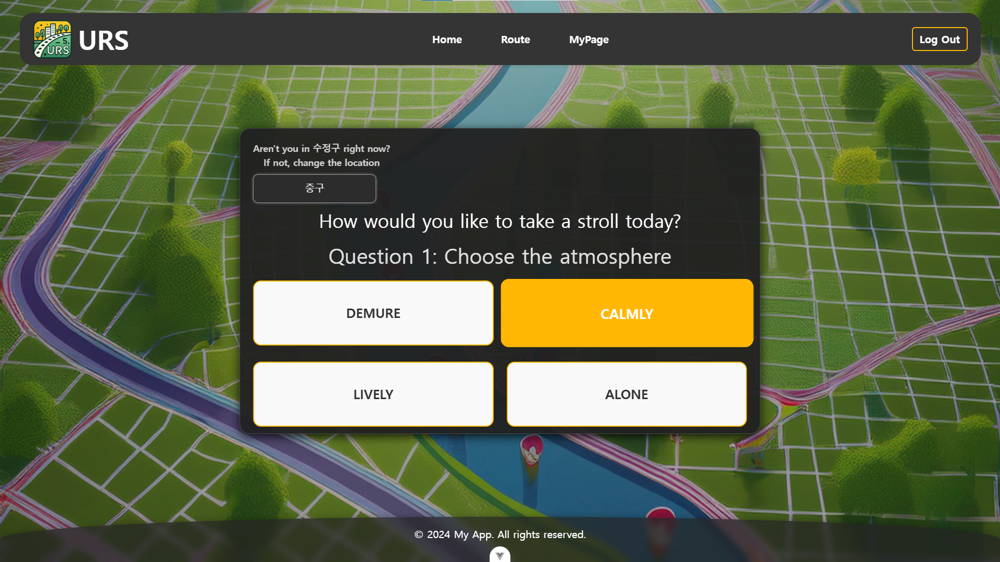 URS
URS
Home
Route
MyPage
Log Out
Aren't you in 수정구 right now?
If not, change the location
중구
How would you like to take a stroll today?
Question 1: Choose the atmosphere
DEMURE
CALMLY
LIVELY
ALONE
© 2024 My App. All rights reserved.